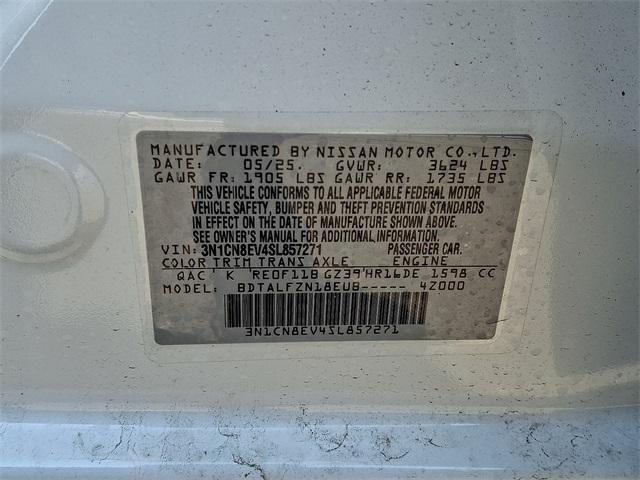 MANUFACTURED BY NISSAN MOTOR CO.,LTD.
DATE: 05/25. GVWR: 3624 LBS
GAWR FR: 1905 LBS GAWR RR: 1735 LBS
THIS VEHICLE CONFORMS TO ALL APPLICABLE FEDERAL MOTOR
VEHICLE SAFETY, BUMPER AND THEFT PREVENTION STANDARDS
IN EFFECT ON THE DATE OF MANUFACTURE SHOWN ABOVE.
SEE OWNER'S MANUAL FOR ADDITIONAL INFORMATION.
VIN: 3N1CN8EV4SL857271 PASSENGER CAR.
COLOR TRIM TRANS AXLE ENGINE
QAC' K RE0F11B GZ39'HR16DE 1598 CC
MODEL: BDTALFZN18EUB----- 4Z000
3N1CN8EV4SL857271